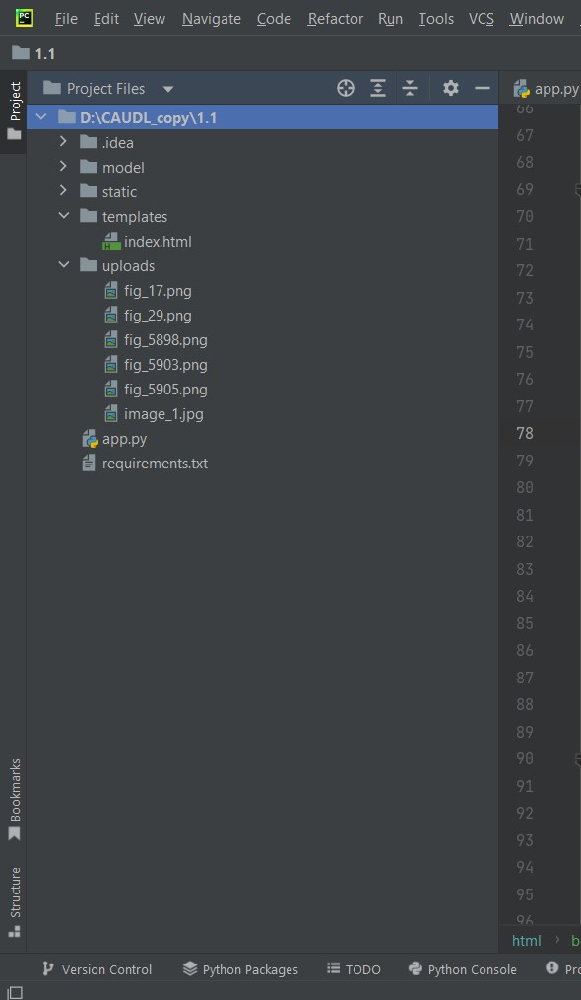 PC
File Edit View Navigate Code Refactor Run Tools VCS Window
1.1
Project
Project Files
app.py
D:\CAUDL_copy\1.1
.idea
model
static
templates
index.html
uploads
fig_17.png
fig_29.png
fig_5898.png
fig_5903.png
fig_5905.png
image_1.jpg
app.py
requirements.txt
66
67
68
69
70
71
72
73
74
75
76
77
78
79
80
81
82
83
84
85
86
87
88
89
90
91
92
93
94
95
96
Bookmarks
Structure
html › b
Version Control Python Packages TODO Python Console Pro